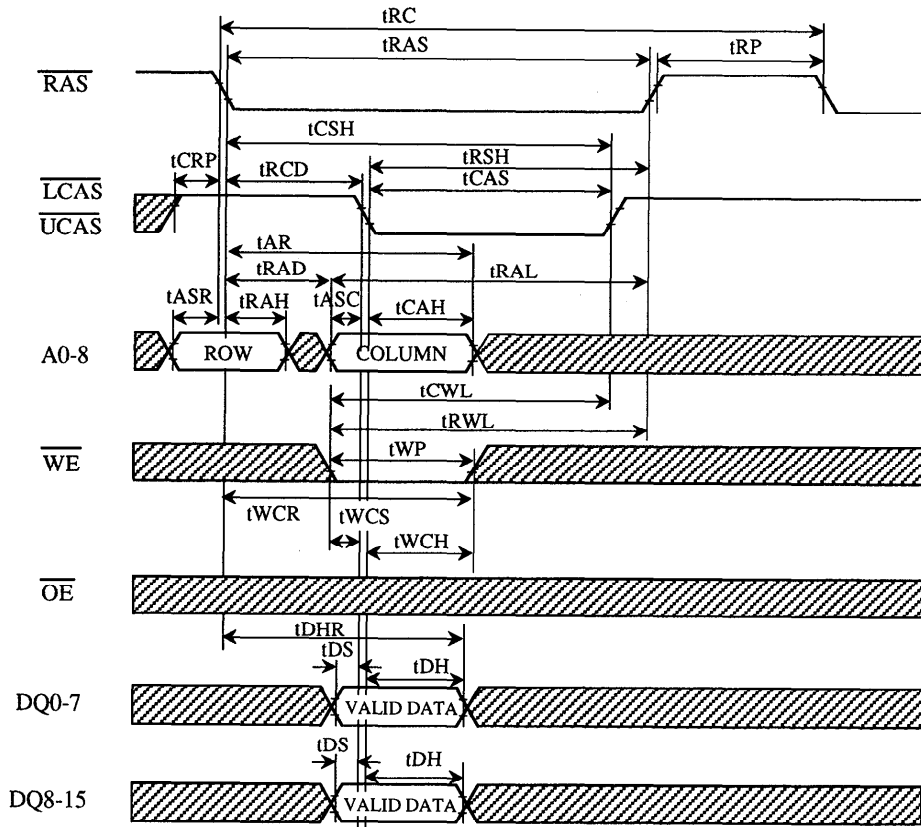 tRC
tRAS
tRP
RAS
tCSH
tCRP
tRCD
tRSH
LCAS
tCAS
UCAS
tAR
tRAD
tRAL
tASR
tRAH
tASC
tCAH
A0-8
ROW
COLUMN
tCWL
tRWL
WE
tWP
tWCR
tWCS
tWCH
OE
tDHR
tDS
tDH
DQ0-7
VALID DATA
tDS
tDH
DQ8-15
VALID DATA